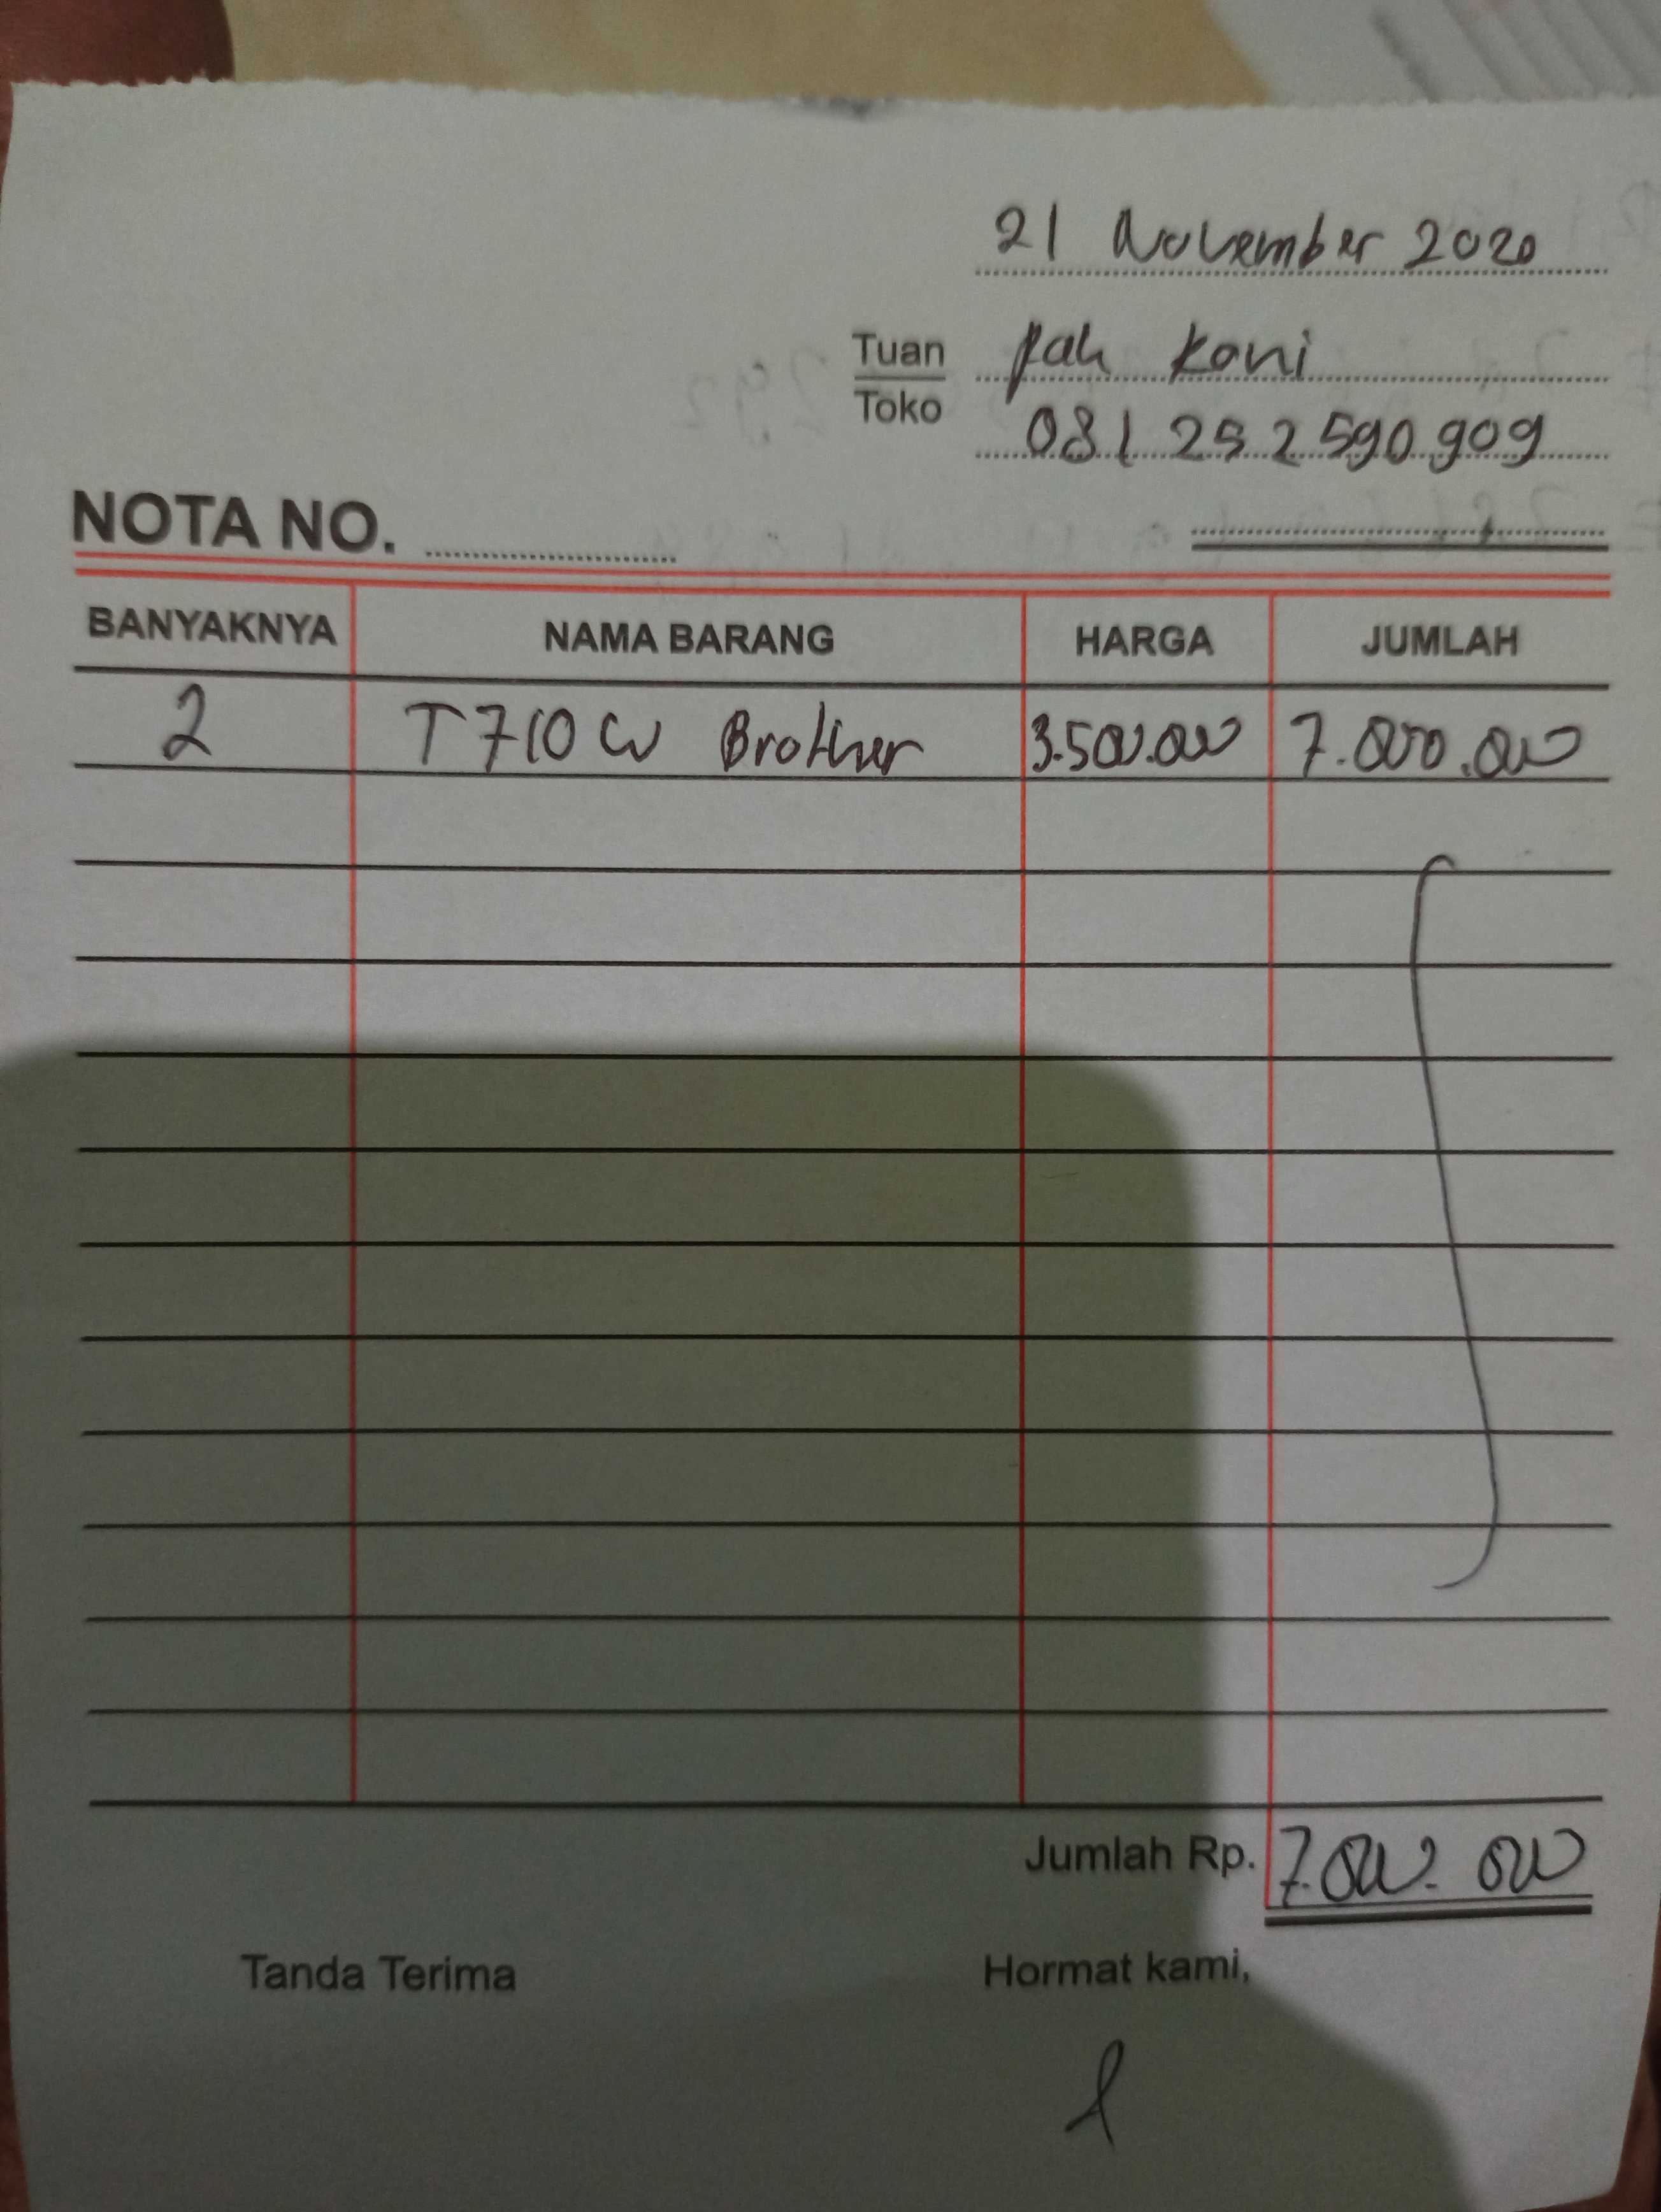 21 November 2020
Tuan Pak Koni
Toko 081 252 590 909
NOTA NO.
BANYAKNYA NAMA BARANG HARGA JUMLAH
2 T710W Brother 3.500.000 7.000.000
Jumlah Rp. 7.000.000
Tanda Terima Hormat kami,